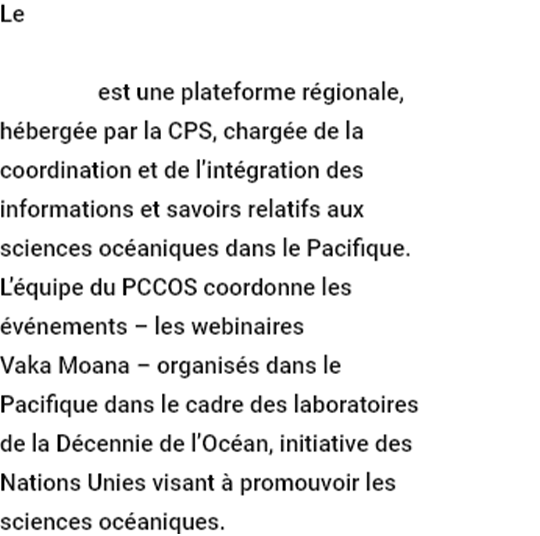 Le
est une plateforme régionale,
hébergée par la CPS, chargée de la
coordination et de l'intégration des
informations et savoirs relatifs aux
sciences océaniques dans le Pacifique.
L'équipe du PCCOS coordonne les
événements – les webinaires
Vaka Moana – organisés dans le
Pacifique dans le cadre des laboratoires
de la Décennie de l'Océan, initiative des
Nations Unies visant à promouvoir les
sciences océaniques.